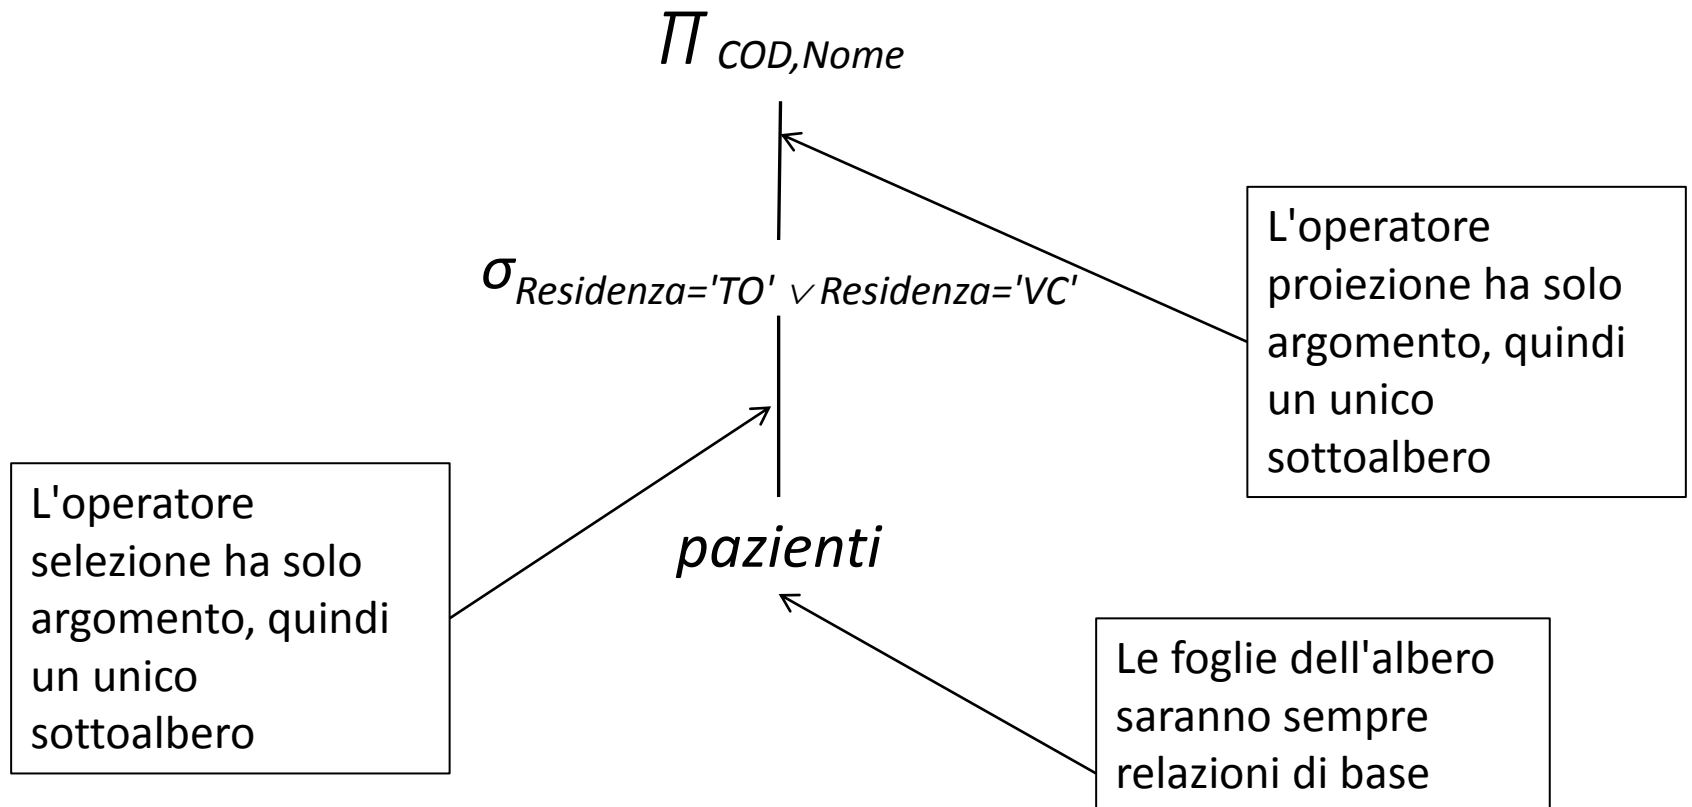 ∏ COD,Nome
σ Residenza='TO' ∨ Residenza='VC'
L'operatore
proiezione ha solo
argomento, quindi
un unico
sottoalbero
L'operatore
selezione ha solo
argomento, quindi
un unico
sottoalbero
pazienti
Le foglie dell'albero
saranno sempre
relazioni di base